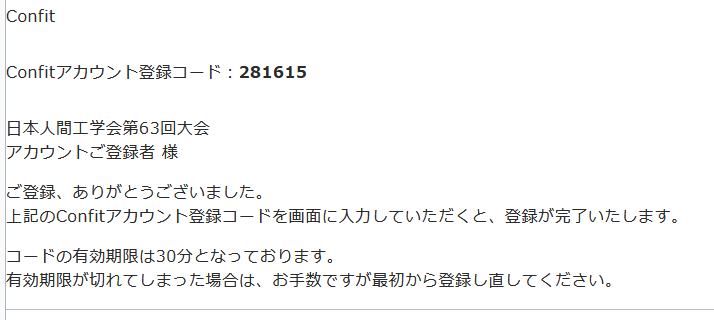 Confit
Confitアカウント登録コード：281615
日本人間工学会第63回大会
アカウントご登録者 様
ご登録、ありがとうございました。
上記のConfitアカウント登録コードを画面に入力していただくと、登録が完了いたします。
コードの有効期限は30分となっております。
有効期限が切れてしまった場合は、お手数ですが最初から登録し直してください。